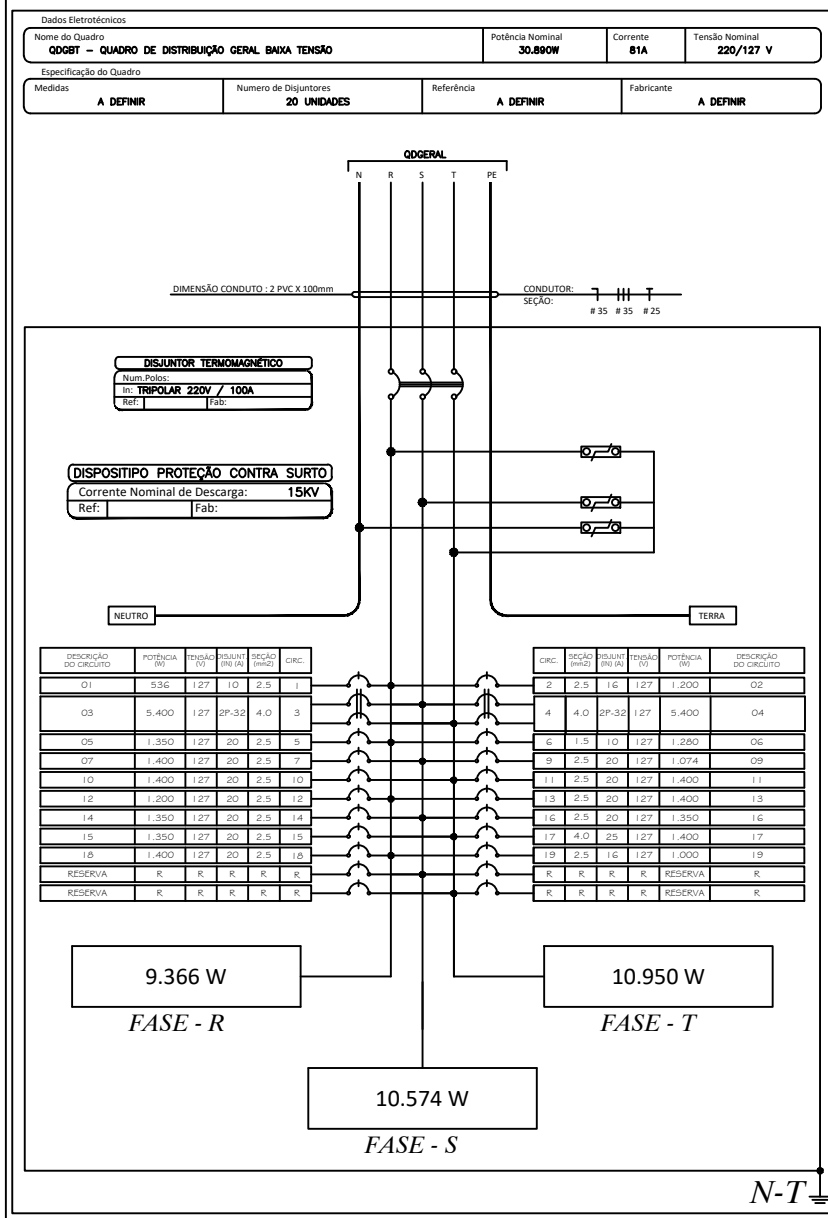 Dados Eletrotécnicos
Nome do Quadro Potência Nominal Corrente Tensão Nominal
QDGBT – QUADRO DE DISTRIBUIÇÃO GERAL BAIXA TENSÃO 30.890W 81A 220/127 V
Especificação do Quadro
Medidas Numero de Disjuntores Referência Fabricante
A DEFINIR 20 UNIDADES A DEFINIR A DEFINIR
QDGERAL
N R S T PE
DIMENSÃO CONDUTO : 2 PVC X 100mm CONDUTOR:
SEÇÃO:
# 35 # 35 # 25
DISJUNTOR TERMOMAGNÉTICO
Num.Polos:
In: TRIPOLAR 220V / 100A
Ref: Fab:
DISPOSITIPO PROTEÇÃO CONTRA SURTO
Corrente Nominal de Descarga: 15KV
Ref: Fab:
NEUTRO TERRA
DESCRIÇÃO DO CIRCUITO POTÊNCIA (W) TENSÃO (V) DISJUNT. (IN) (A) SEÇÃO (mm2) CIRC. CIRC. SEÇÃO (mm2) DISJUNT. (IN) (A) TENSÃO (V) POTÊNCIA (W) DESCRIÇÃO DO CIRCUITO
01 536 127 10 2.5 1 2 2.5 16 127 1.200 02
03 5.400 127 2P-32 4.0 3 4 4.0 2P-32 127 5.400 04
05 1.350 127 20 2.5 5 6 1.5 10 127 1.280 06
07 1.400 127 20 2.5 7 9 2.5 20 127 1.074 09
10 1.400 127 20 2.5 10 11 2.5 20 127 1.400 11
12 1.200 127 20 2.5 12 13 2.5 20 127 1.400 13
14 1.350 127 20 2.5 14 16 2.5 20 127 1.350 16
15 1.350 127 20 2.5 15 17 4.0 25 127 1.400 17
18 1.400 127 20 2.5 18 19 2.5 16 127 1.000 19
RESERVA R R R R R R R R R RESERVA R
RESERVA R R R R R R R R R RESERVA R
9.366 W 10.950 W
FASE - R FASE - T
10.574 W
FASE - S
N-T